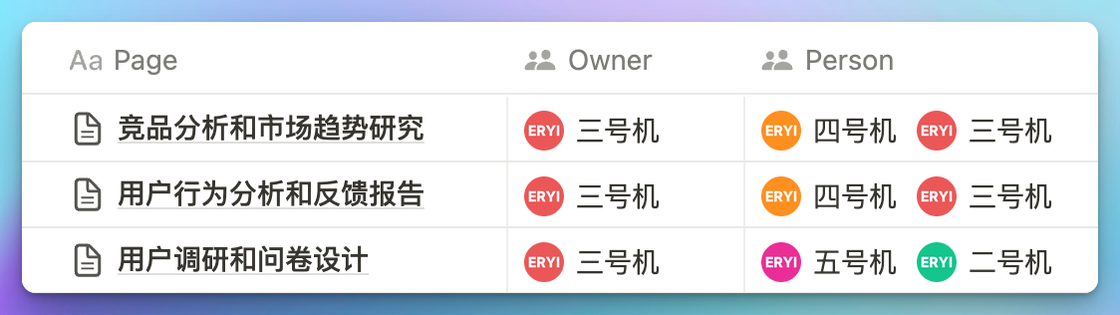 Aa Page Owner Person
竞品分析和市场趋势研究 ERYI 三号机 ERYI 四号机 ERYI 三号机
用户行为分析和反馈报告 ERYI 三号机 ERYI 四号机 ERYI 三号机
用户调研和问卷设计 ERYI 三号机 ERYI 五号机 ERYI 二号机